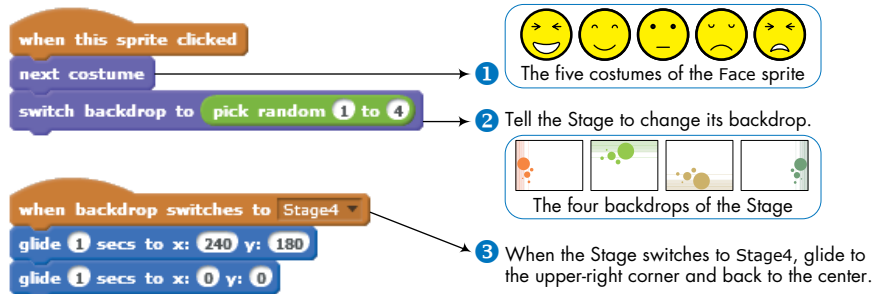 when this sprite clicked
next costume
switch backdrop to pick random 1 to 4
1
The five costumes of the Face sprite
2 Tell the Stage to change its backdrop.
The four backdrops of the Stage
when backdrop switches to Stage4
glide 1 secs to x: 240 y: 180
glide 1 secs to x: 0 y: 0
3 When the Stage switches to Stage4, glide to
the upper-right corner and back to the center.